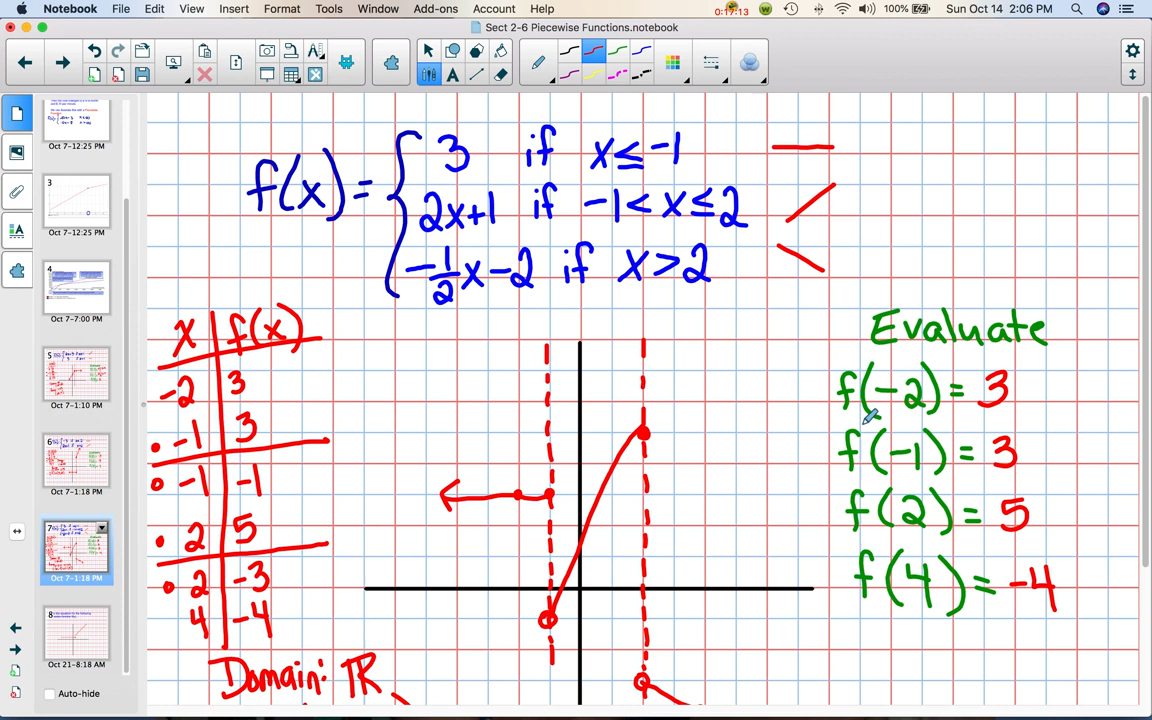 Notebook File Edit View Insert Format Tools Window Add-ons Help 0:17:13 100% Sun Oct 14 2:06 PM
Sect 2-6 Piecewise Functions.notebook
Oct 7-12:25 PM
3
Oct 7-12:25 PM
4
Oct 7-7:00 PM
5
Oct 7-1:10 PM
6
Oct 7-1:18 PM
7
Oct 7-1:18 PM
8
Oct 21-8:18 AM
Auto-hide
f(x) = { 3 if x ≤ -1
2x+1 if -1 < x ≤ 2
-1/2 x - 2 if x > 2
x f(x)
-2 3
-1 3
-1 -1
2 5
2 -3
4 -4
Domain: ℝ
Evaluate
f(-2) = 3
f(-1) = 3
f(2) = 5
f(4) = -4